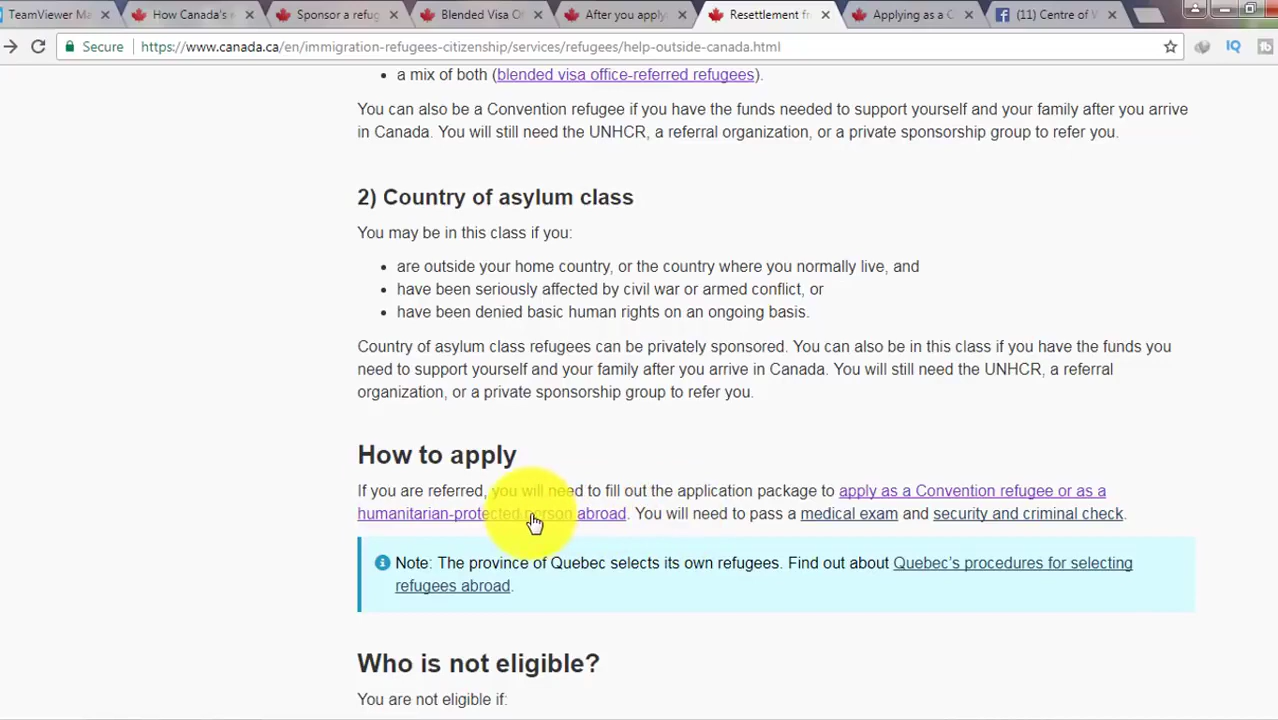 TeamViewer Ma
How Canada's
Sponsor a refug
Blended Visa O
After you apply
Resettlement f
Applying as a C
(11) Centre of
Secure
https://www.canada.ca/en/immigration-refugees-citizenship/services/refugees/help-outside-canada.html
IQ
a mix of both (blended visa office-referred refugees).
You can also be a Convention refugee if you have the funds needed to support yourself and your family after you arrive
in Canada. You will still need the UNHCR, a referral organization, or a private sponsorship group to refer you.
2) Country of asylum class
You may be in this class if you:
are outside your home country, or the country where you normally live, and
have been seriously affected by civil war or armed conflict, or
have been denied basic human rights on an ongoing basis.
Country of asylum class refugees can be privately sponsored. You can also be in this class if you have the funds you
need to support yourself and your family after you arrive in Canada. You will still need the UNHCR, a referral
organization, or a private sponsorship group to refer you.
How to apply
If you are referred, you will need to fill out the application package to apply as a Convention refugee or as a
humanitarian-protected person abroad. You will need to pass a medical exam and security and criminal check.
Note: The province of Quebec selects its own refugees. Find out about Quebec's procedures for selecting
refugees abroad.
Who is not eligible?
You are not eligible if: